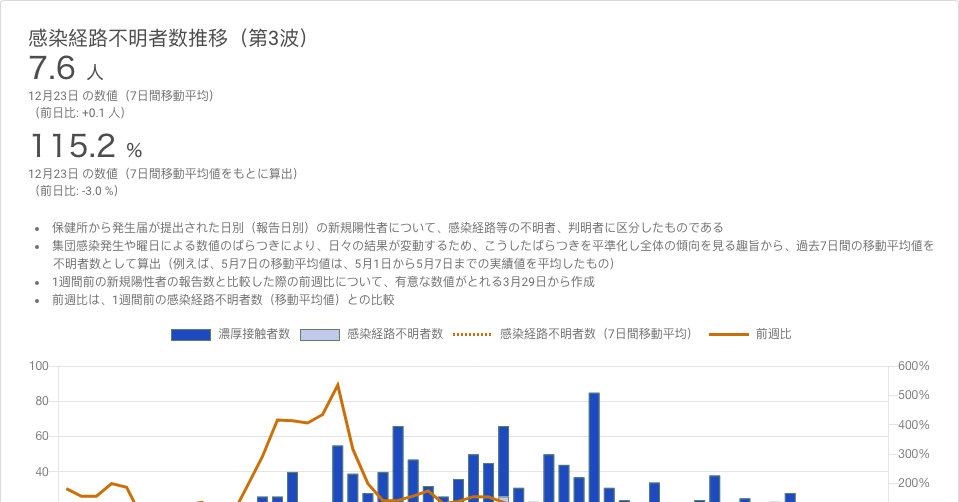 感染経路不明者数推移（第3波）
7.6 人
12月23日 の数値（7日間移動平均）
（前日比: +0.1 人）
115.2 %
12月23日 の数値（7日間移動平均値をもとに算出）
（前日比: -3.0 %）
• 保健所から発生届が提出された日別（報告日別）の新規陽性者について、感染経路等の不明者、判明者に区分したものである
• 集団感染発生や曜日による数値のばらつきにより、日々の結果が変動するため、こうしたばらつきを平準化し全体の傾向を見る趣旨から、過去7日間の移動平均値を
不明者数として算出（例えば、5月7日の移動平均値は、5月1日から5月7日までの実績値を平均したもの）
• 1週間前の新規陽性者の報告数と比較した際の前週比について、有意な数値がとれる3月29日から作成
• 前週比は、1週間前の感染経路不明者数（移動平均値）との比較
濃厚接触者数 感染経路不明者数 感染経路不明者数（7日間移動平均） 前週比
100 600%
500%
80
400%
60
300%
40
200%